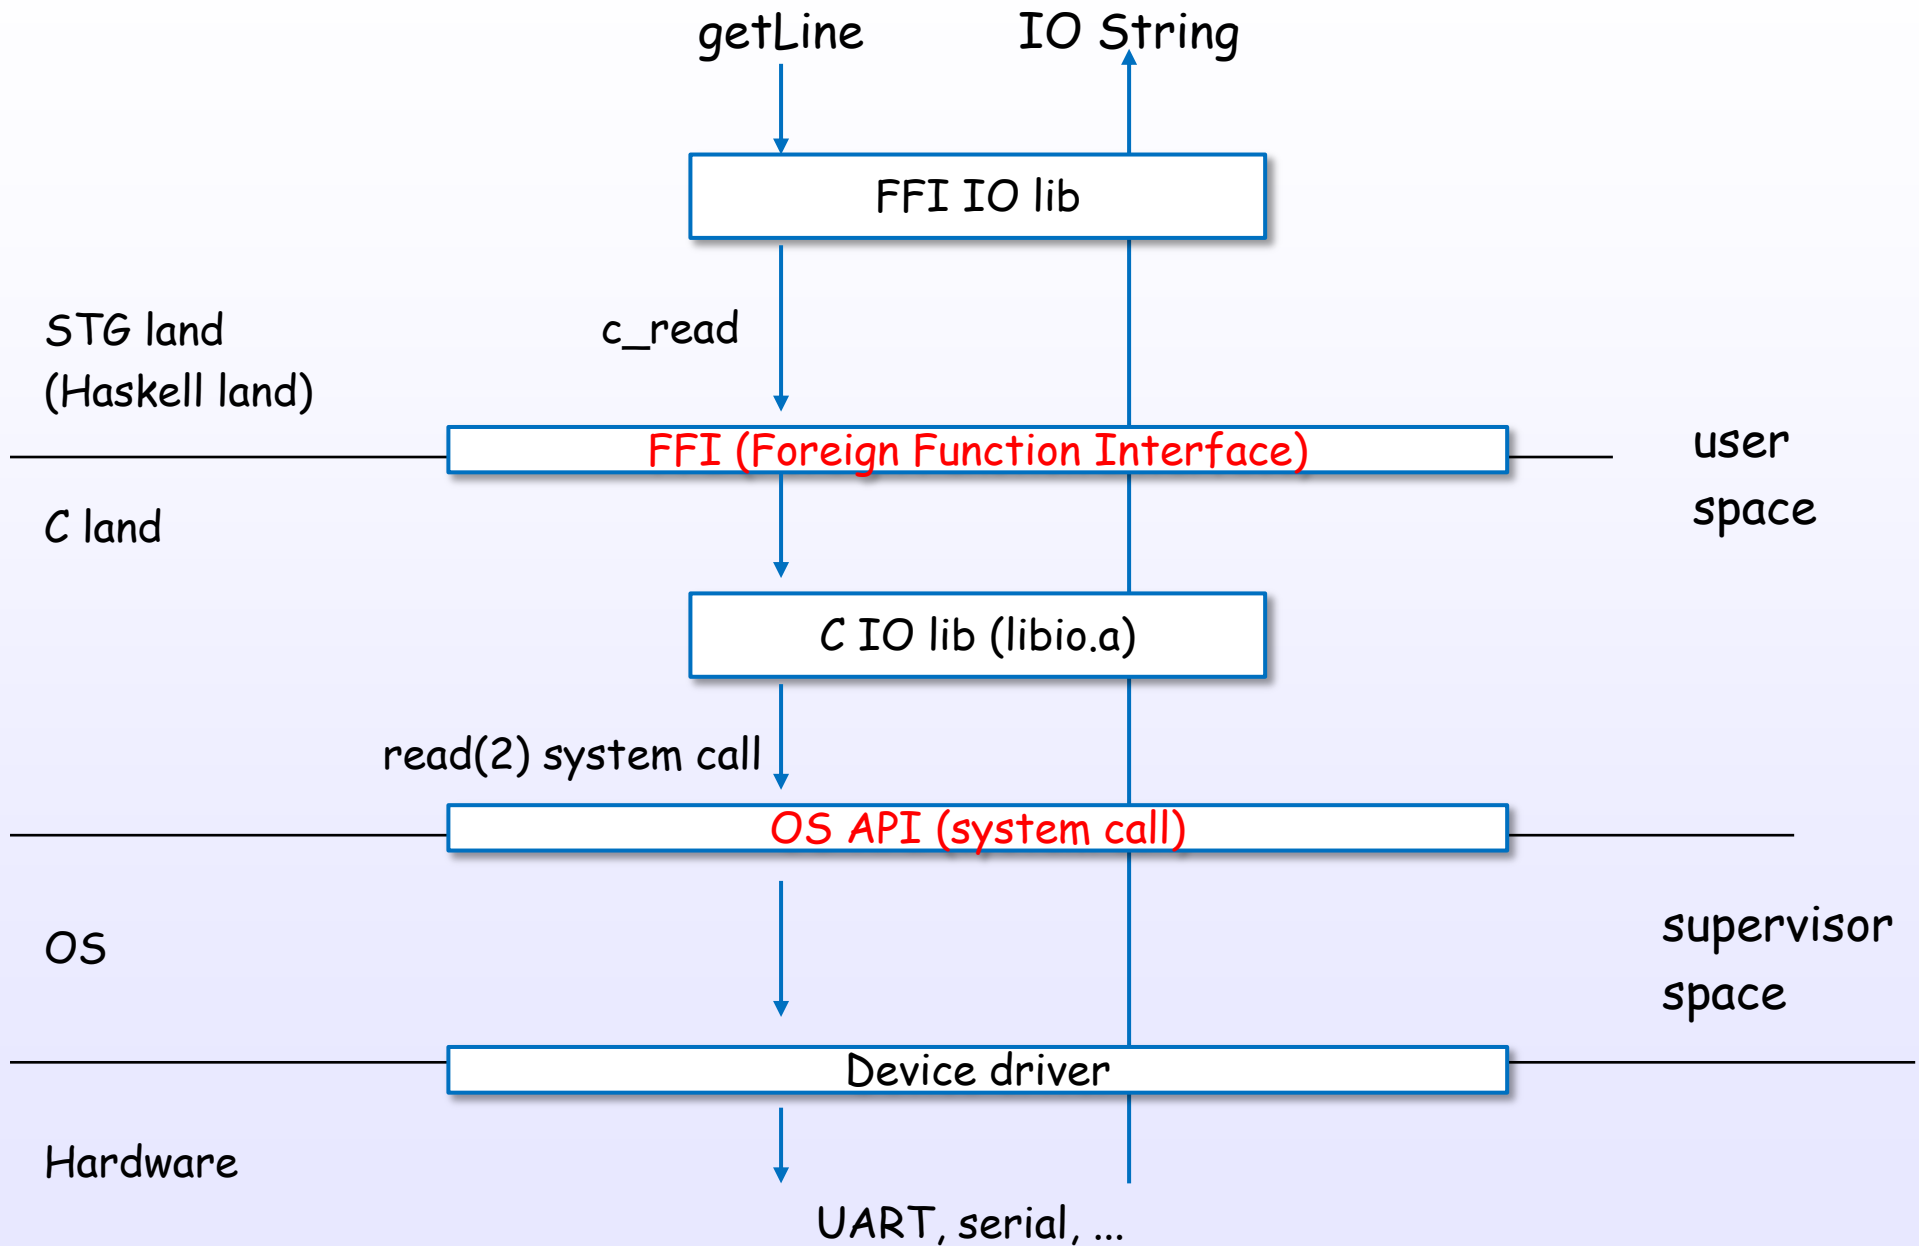 getLine
IO String
FFI IO lib
STG land
(Haskell land)
c_read
FFI (Foreign Function Interface)
user
space
C land
C IO lib (libio.a)
read(2) system call
OS API (system call)
OS
supervisor
space
Device driver
Hardware
UART, serial, ...